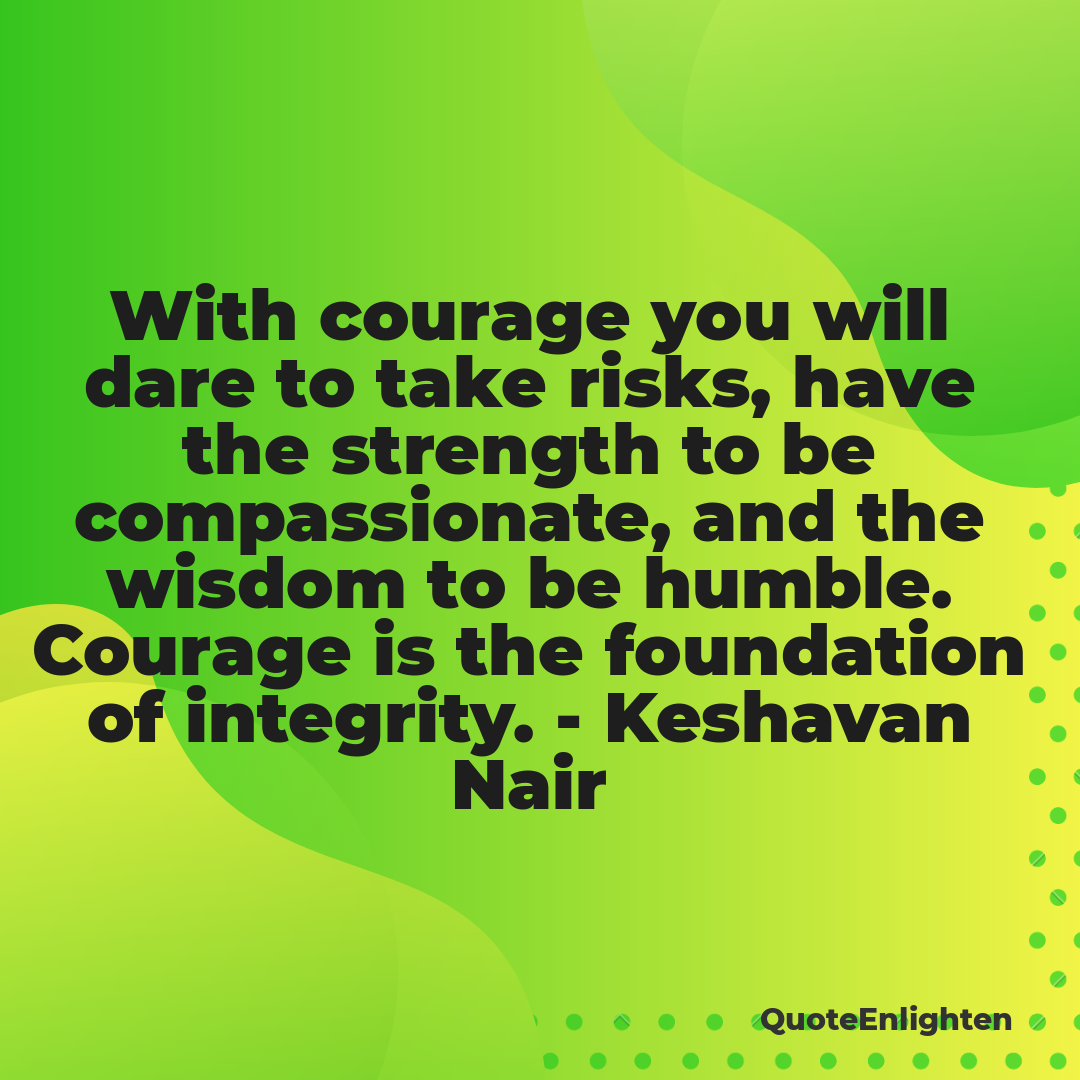 With courage you will
dare to take risks, have
the strength to be
compassionate, and the
wisdom to be humble.
Courage is the foundation
of integrity. - Keshavan
Nair
QuoteEnlighten